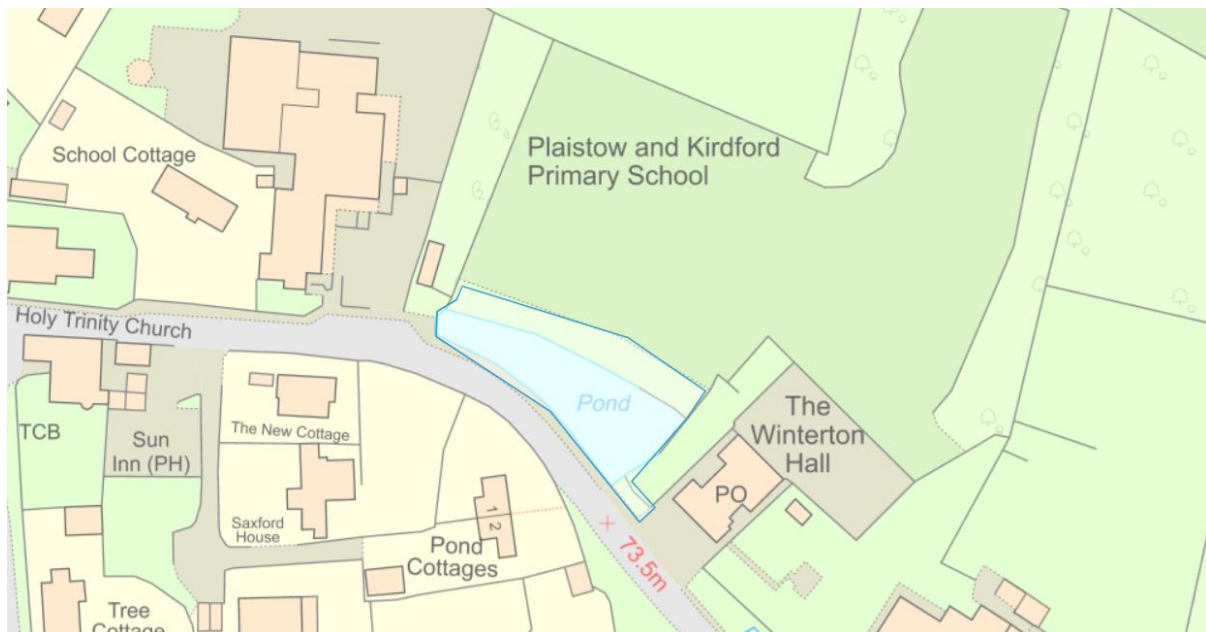 Plaistow and Kirdford
Primary School
School Cottage
Holy Trinity Church
TCB
Sun
Inn (PH)
The New Cottage
Pond
The
Winterton
Hall
PO
Saxford
House
1
2
Pond
Cottages
73.5m
Tree
Cottage